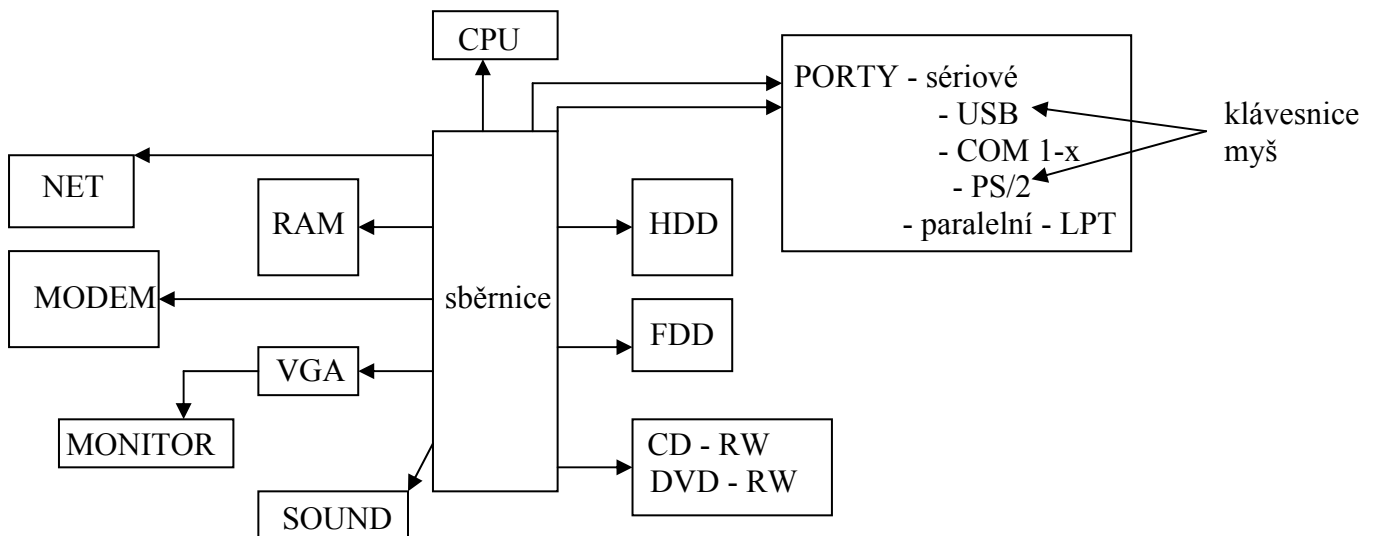 CPU
PORTY - sériové
- USB
- COM 1-x
- PS/2
- paralelní - LPT
klávesnice
myš
NET
RAM
HDD
MODEM
sběrnice
FDD
VGA
MONITOR
CD - RW
DVD - RW
SOUND